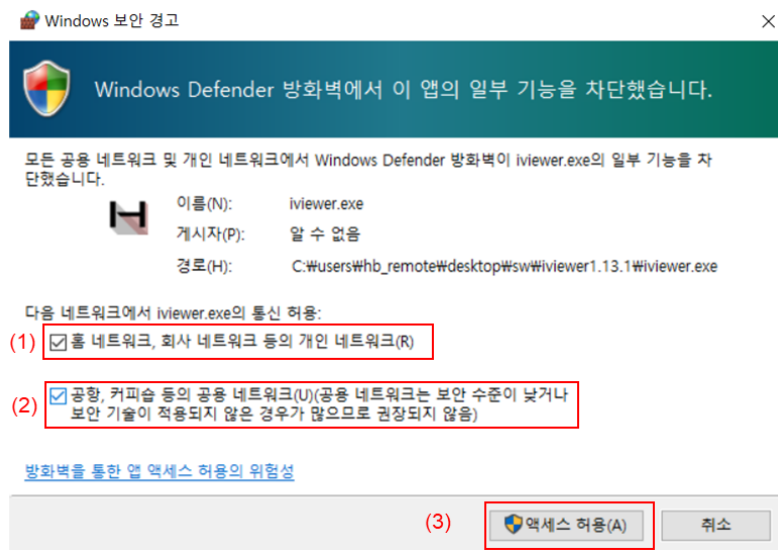 Windows 보안 경고
Windows Defender 방화벽에서 이 앱의 일부 기능을 차단했습니다.
모든 공용 네트워크 및 개인 네트워크에서 Windows Defender 방화벽이 iviewer.exe의 일부 기능을 차
단했습니다.
이름(N): iviewer.exe
게시자(P): 알 수 없음
경로(H): C:₩users₩hb_remote₩desktop₩sw₩iviewer1.13.1₩iviewer.exe
다음 네트워크에서 iviewer.exe의 통신 허용:
(1) 홈 네트워크, 회사 네트워크 등의 개인 네트워크(R)
(2) 공항, 커피숍 등의 공용 네트워크(U)(공용 네트워크는 보안 수준이 낮거나
보안 기술이 적용되지 않은 경우가 많으므로 권장되지 않음)
방화벽을 통한 앱 액세스 허용의 위험성
(3) 액세스 허용(A) 취소